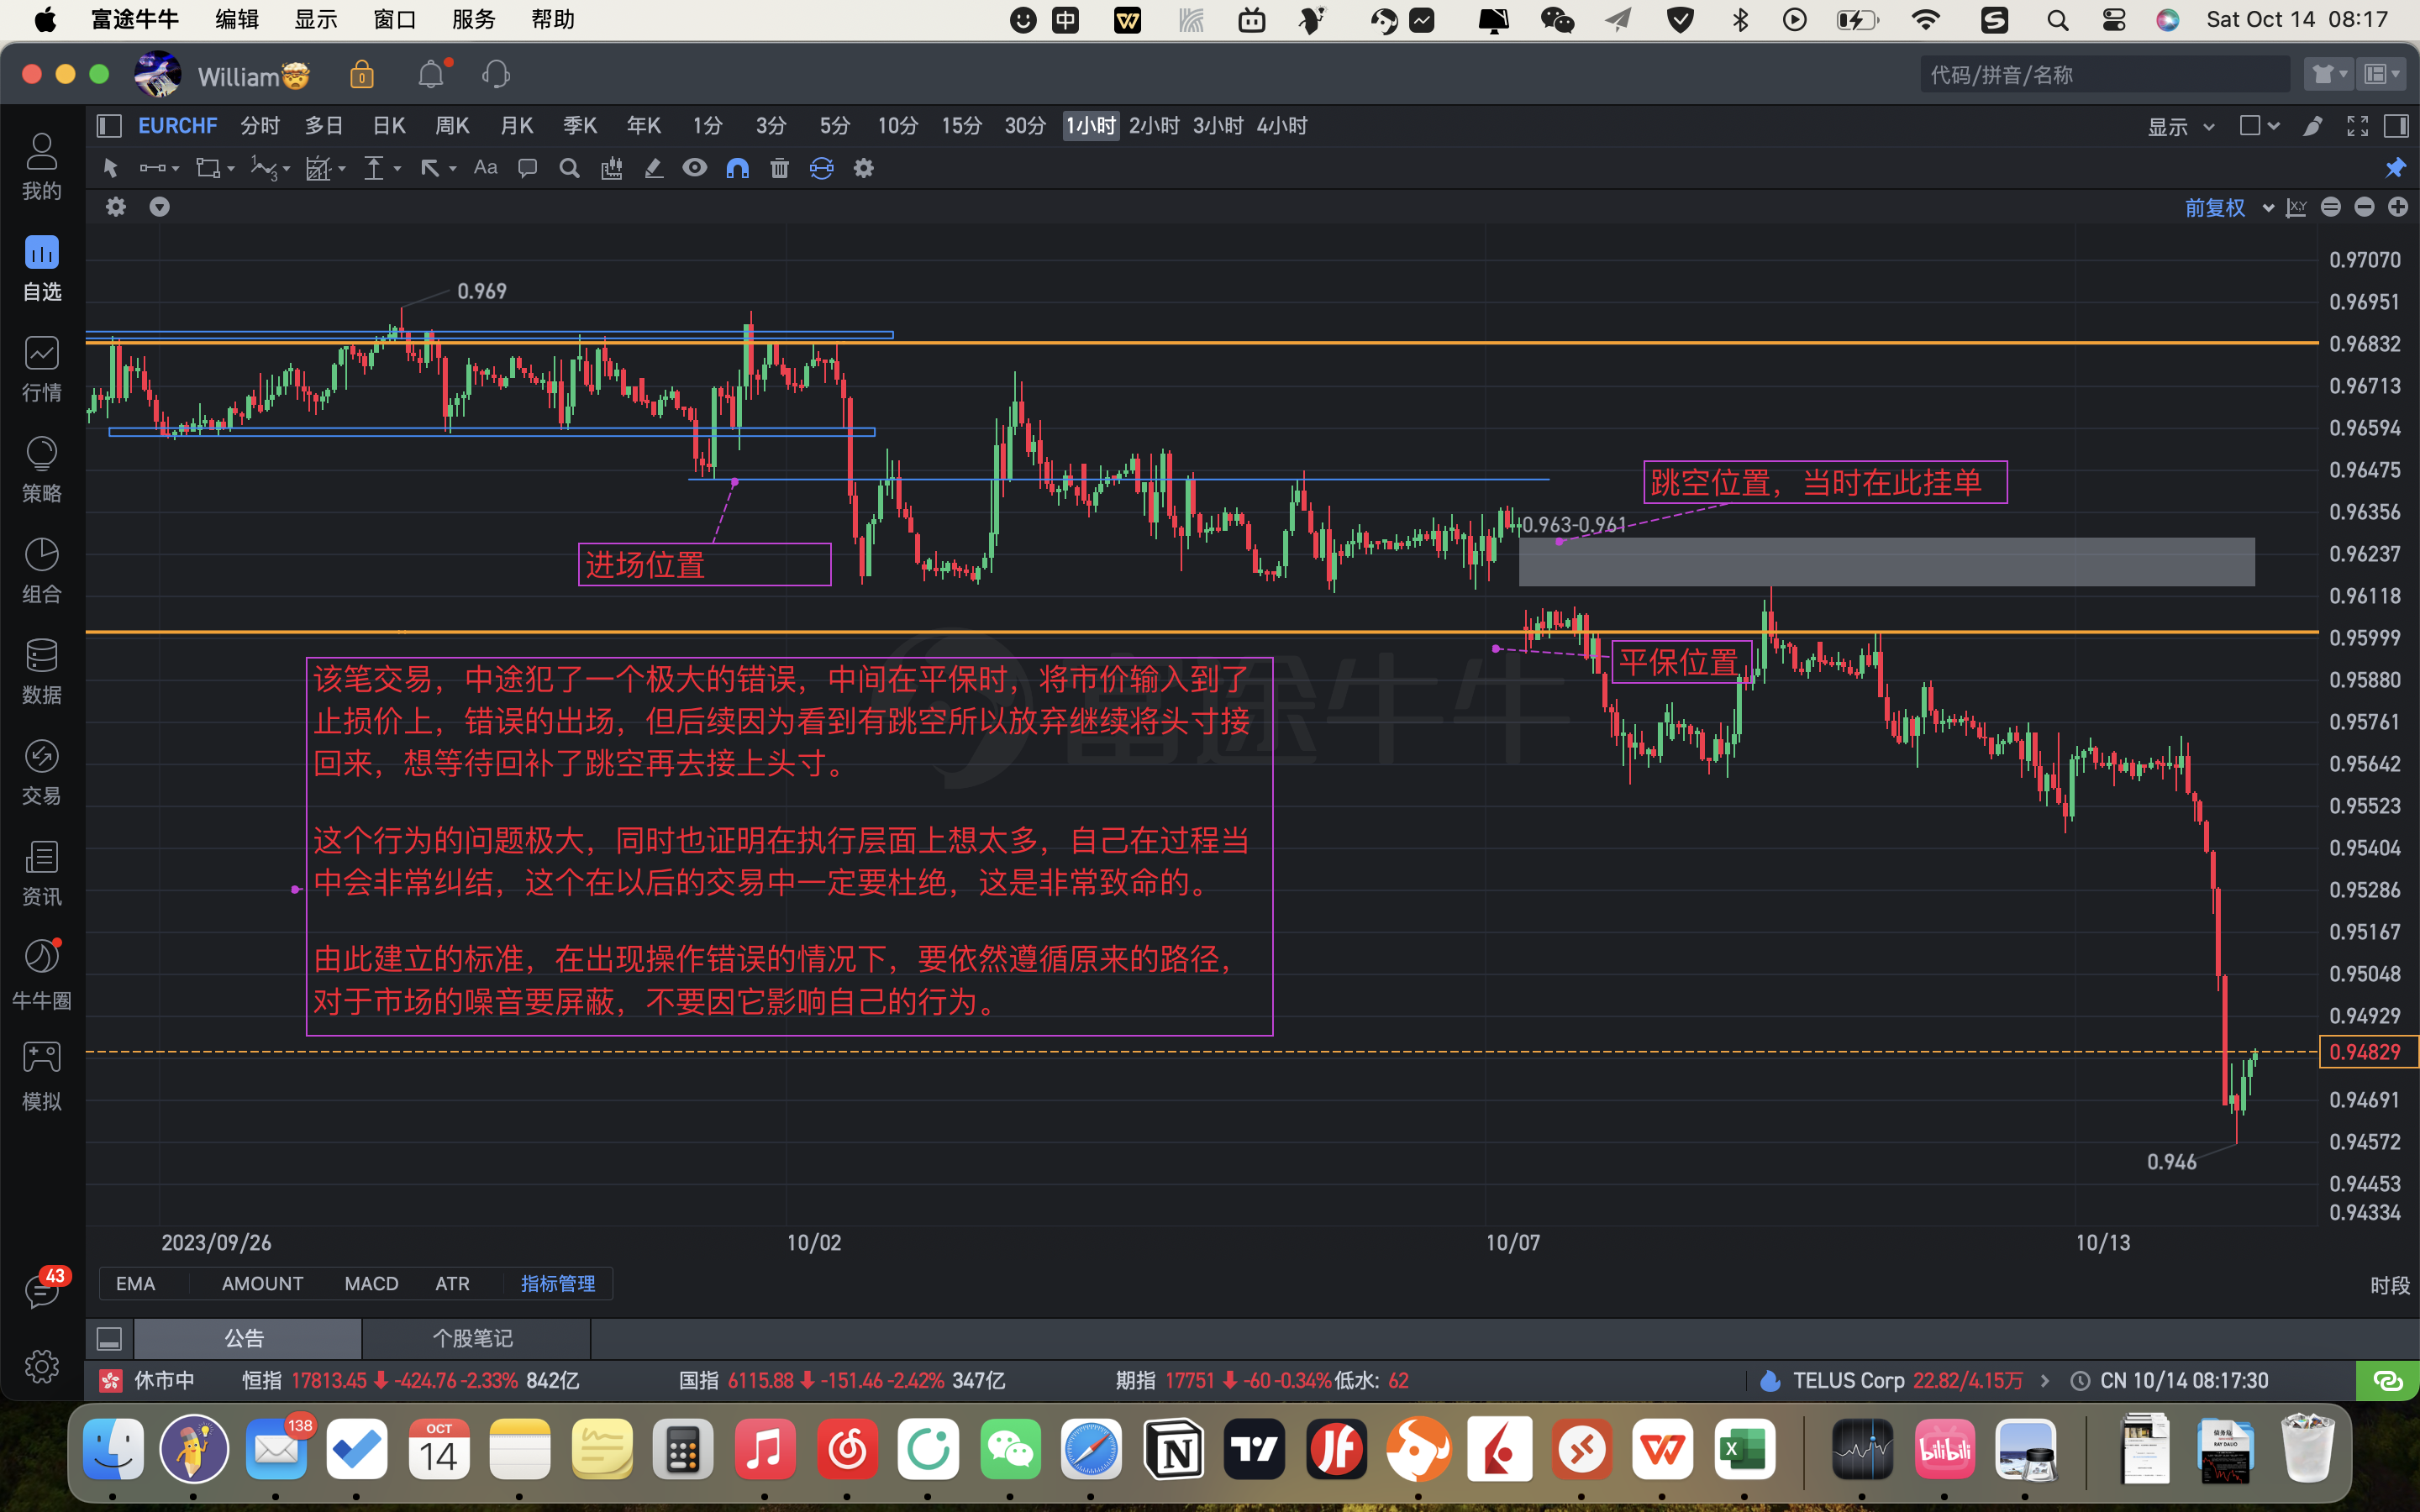 富途牛牛 编辑 显示 窗口 服务 帮助 中 Sat Oct 14 08:17
William🤯 代码/拼音/名称
EURCHF 分时 多日 日K 周K 月K 季K 年K 1分 3分 5分 10分 15分 30分 1小时 2小时 3小时 4小时 显示
Aa
前复权 X,Y
我的
自选
行情
策略
组合
数据
交易
资讯
牛牛圈
模拟
43
0.97070
0.96951
0.96832
0.96713
0.96594
0.96475
0.96356
0.96237
0.96118
0.95999
0.95880
0.95761
0.95642
0.95523
0.95404
0.95286
0.95167
0.95048
0.94929
0.94829
0.94691
0.94572
0.94453
0.94334
0.969
跳空位置，当时在此挂单
0.963-0.961
进场位置
平保位置
富途牛牛
该笔交易，中途犯了一个极大的错误，中间在平保时，将市价输入到了
止损价上，错误的出场，但后续因为看到有跳空所以放弃继续将头寸接
回来，想等待回补了跳空再去接上头寸。
这个行为的问题极大，同时也证明在执行层面上想太多，自己在过程当
中会非常纠结，这个在以后的交易中一定要杜绝，这是非常致命的。
由此建立的标准，在出现操作错误的情况下，要依然遵循原来的路径，
对于市场的噪音要屏蔽，不要因它影响自己的行为。
0.946
2023/09/26 10/02 10/07 10/13
EMA AMOUNT MACD ATR 指标管理 时段
公告 个股笔记
休市中 恒指 17813.45 -424.76 -2.33% 842亿 国指 6115.88 -151.46 -2.42% 347亿 期指 17751 -60 -0.34% 低水: 62 TELUS Corp 22.82/4.15万 CN 10/14 08:17:30
138
OCT
14
bilibili
RAY DALIO